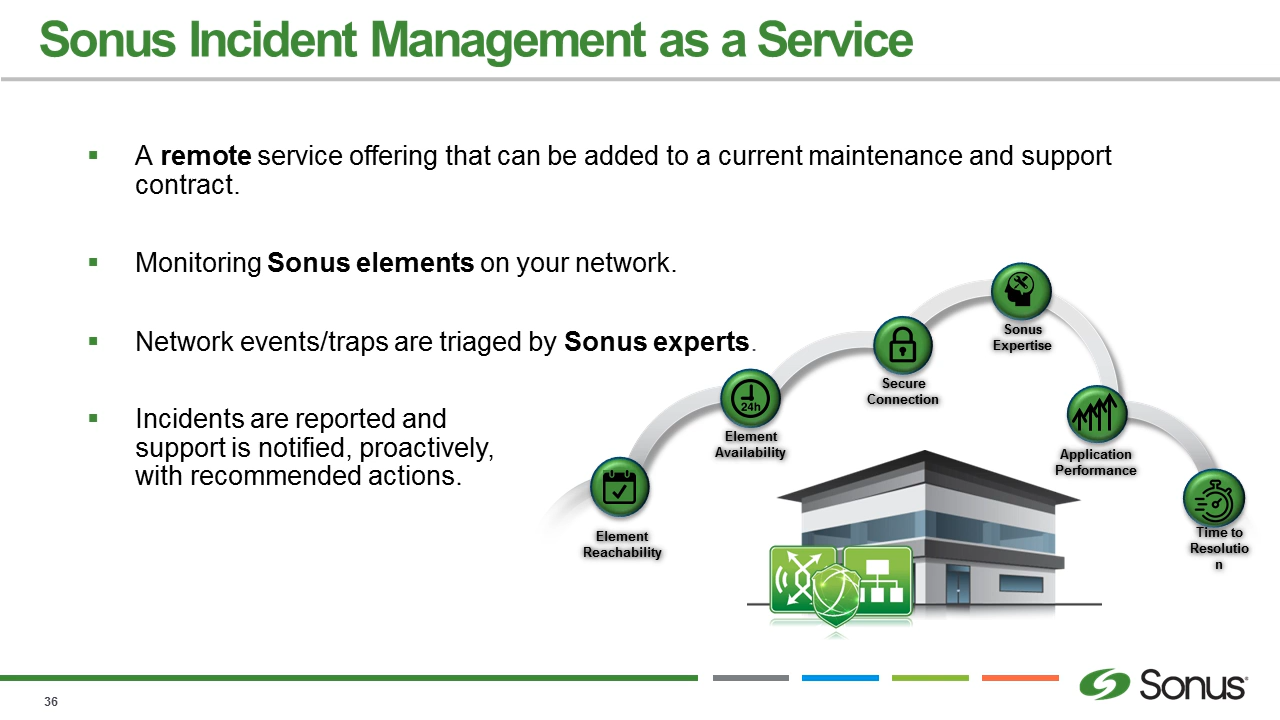 Sonus Incident Management as a Service
▪ A remote service offering that can be added to a current maintenance and support
contract.
▪ Monitoring Sonus elements on your network.
▪ Network events/traps are triaged by Sonus experts.
▪ Incidents are reported and
support is notified, proactively,
with recommended actions.
Element
Reachability
24h
Element
Availability
Secure
Connection
Sonus
Expertise
Application
Performance
Time to
Resolutio
n
36
Sonus